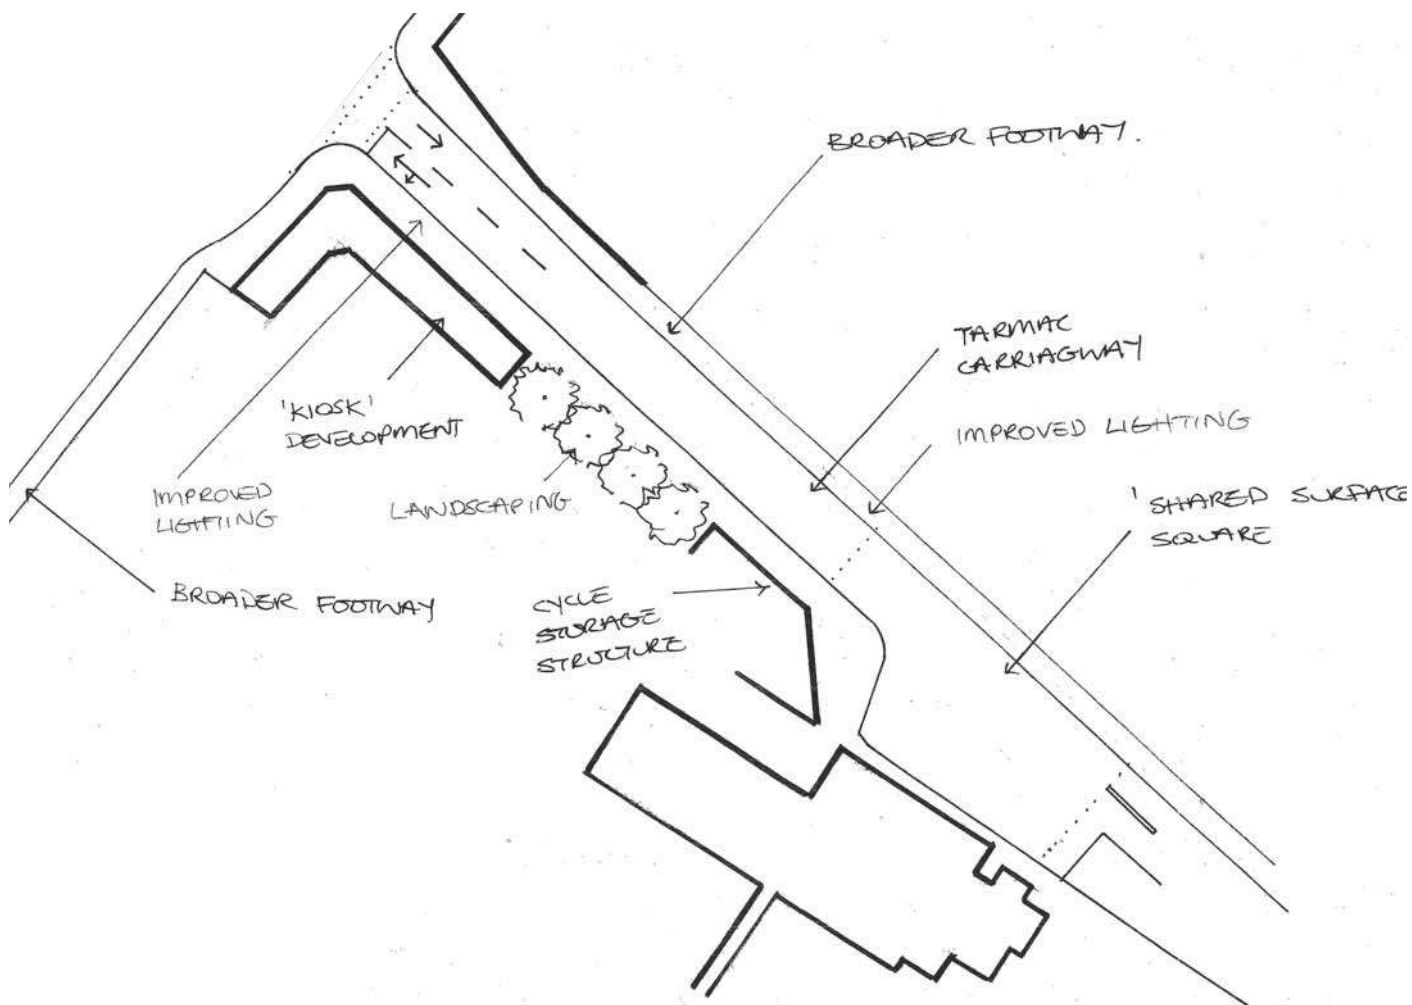 BROADER FOOTWAY.
TARMAC
CARRIAGWAY
IMPROVED LIGHTING
'SHARED SURFACE
SQUARE
'KIOSK'
DEVELOPMENT
IMPROVED
LIGHTING
LANDSCAPING
BROADER FOOTWAY
CYCLE
STORAGE
STRUCTURE